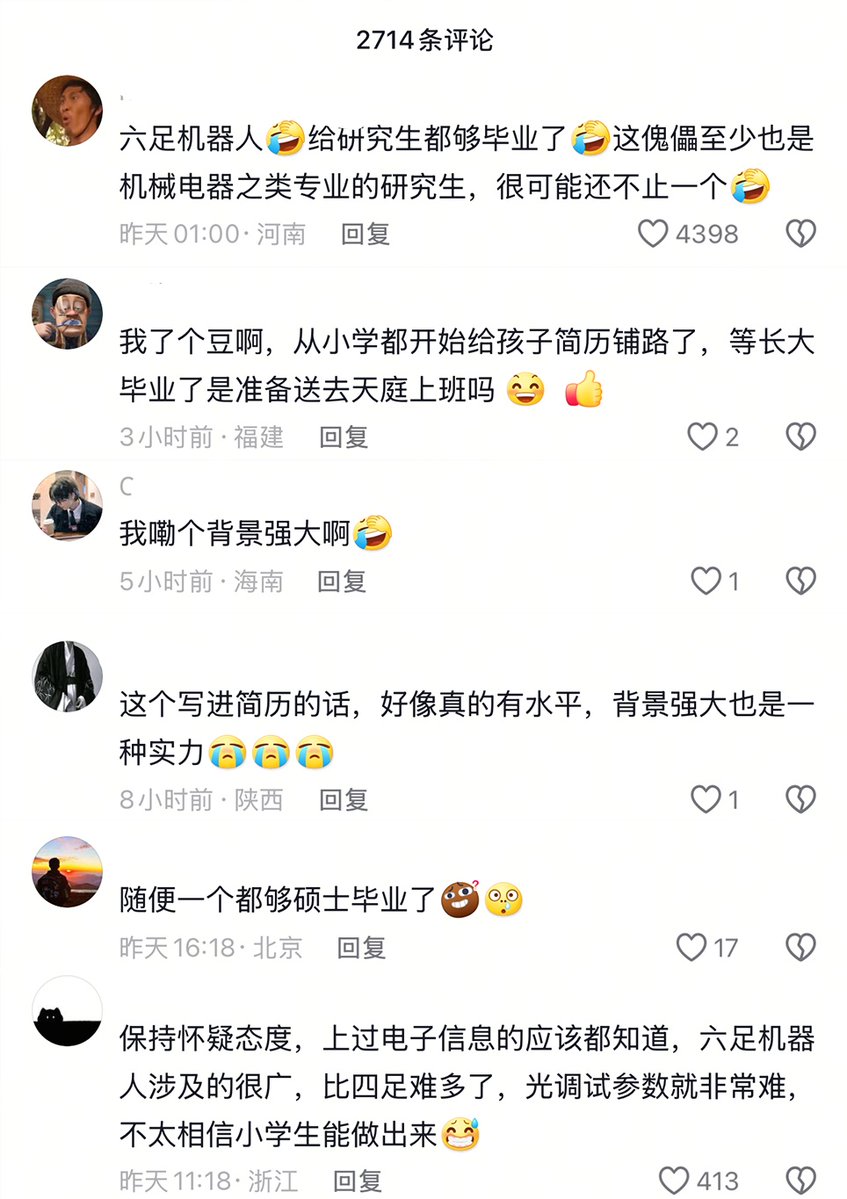 2714条评论
六足机器人🤣给研究生都够毕业了🤣这傀儡至少也是
机械电器之类专业的研究生，很可能还不止一个🤣
昨天 01:00 · 河南 回复 4398
我了个豆啊，从小学都开始给孩子简历铺路了，等长大
毕业了是准备送去天庭上班吗 😄 👍
3小时前 · 福建 回复 2
C
我嘞个背景强大啊🤣
5小时前 · 海南 回复 1
这个写进简历的话，好像真的有水平，背景强大也是一
种实力😭😭😭
8小时前 · 陕西 回复 1
随便一个都够硕士毕业了
昨天 16:18 · 北京 回复 17
保持怀疑态度，上过电子信息的应该都知道，六足机器
人涉及的很广，比四足难多了，光调试参数就非常难，
不太相信小学生能做出来😅
昨天 11:18 · 浙江 回复 413